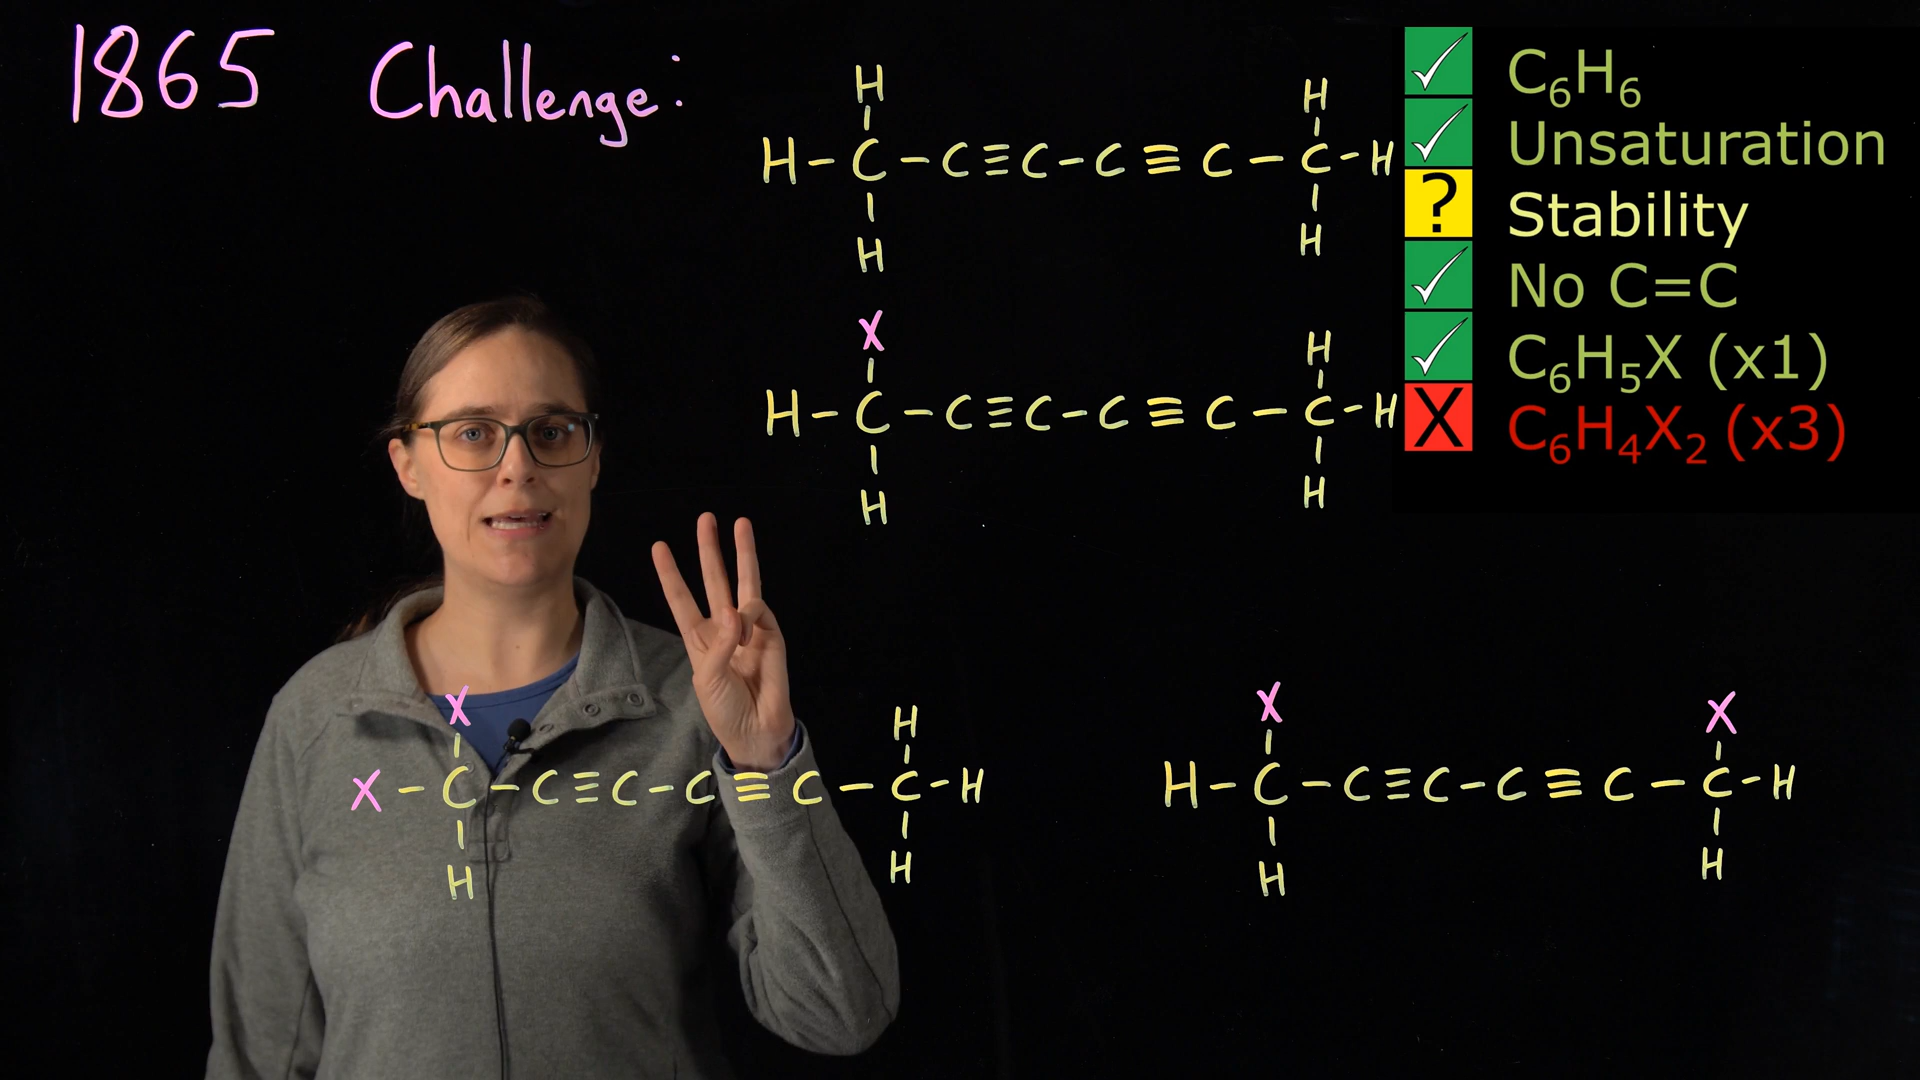 1865 Challenge:
H
H
H–C–C≡C–C≡C–C–H
H
H
X
H
H–C–C≡C–C≡C–C–H
H
H
✓ C₆H₆
✓ Unsaturation
? Stability
✓ No C=C
✓ C₆H₅X (x1)
X C₆H₄X₂ (x3)
X
H
X–C–C≡C–C≡C–C–H
H
H
X
X
H–C–C≡C–C≡C–C–H
H
H